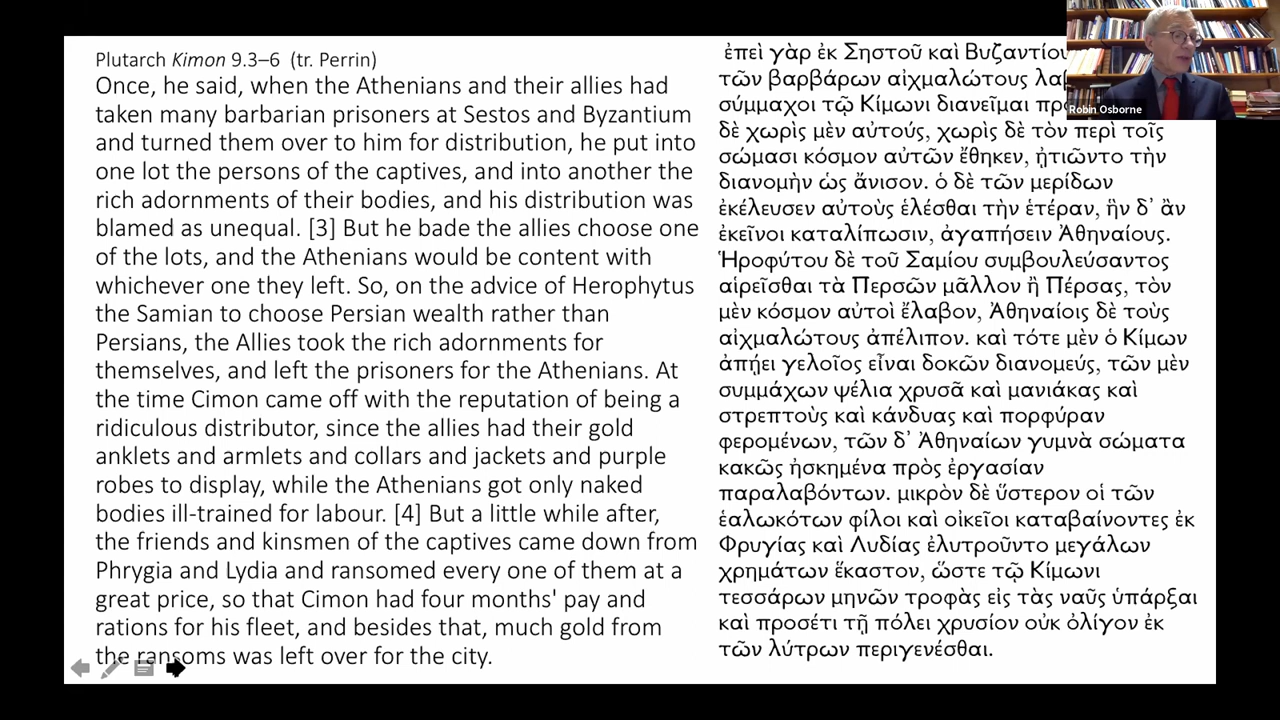 Plutarch Kimon 9.3–6 (tr. Perrin)
Once, he said, when the Athenians and their allies had
taken many barbarian prisoners at Sestos and Byzantium
and turned them over to him for distribution, he put into
one lot the persons of the captives, and into another the
rich adornments of their bodies, and his distribution was
blamed as unequal. [3] But he bade the allies choose one
of the lots, and the Athenians would be content with
whichever one they left. So, on the advice of Herophytus
the Samian to choose Persian wealth rather than
Persians, the Allies took the rich adornments for
themselves, and left the prisoners for the Athenians. At
the time Cimon came off with the reputation of being a
ridiculous distributor, since the allies had their gold
anklets and armlets and collars and jackets and purple
robes to display, while the Athenians got only naked
bodies ill-trained for labour. [4] But a little while after,
the friends and kinsmen of the captives came down from
Phrygia and Lydia and ransomed every one of them at a
great price, so that Cimon had four months' pay and
rations for his fleet, and besides that, much gold from
the ransoms was left over for the city.
ἐπεὶ γὰρ ἐκ Σηστοῦ καὶ Βυζαντίου
τῶν βαρβάρων αἰχμαλώτους
σύμμαχοι τῷ Κίμωνι διανεῖμαι
δὲ χωρὶς μὲν αὐτούς, χωρὶς δὲ τὸν περὶ τοῖς
σώμασι κόσμον αὐτῶν ἔθηκεν, ᾐτιῶντο τὴν
διανομὴν ὡς ἄνισον. ὁ δὲ τῶν μερίδων
ἐκέλευσεν αὐτοὺς ἑλέσθαι τὴν ἑτέραν, ἣν δ᾽ ἂν
ἐκεῖνοι καταλίπωσιν, ἀγαπήσειν Ἀθηναίους.
Ἡροφύτου δὲ τοῦ Σαμίου συμβουλεύσαντος
αἱρεῖσθαι τὰ Περσῶν μᾶλλον ἢ Πέρσας, τὸν
μὲν κόσμον αὐτοὶ ἔλαβον, Ἀθηναίοις δὲ τοὺς
αἰχμαλώτους ἀπέλιπον. καὶ τότε μὲν ὁ Κίμων
ἀπῄει γελοῖος εἶναι δοκῶν διανομεύς, τῶν μὲν
συμμάχων ψέλια χρυσᾶ καὶ μανιάκας καὶ
στρεπτοὺς καὶ κάνδυας καὶ πορφύραν
φερομένων, τῶν δ᾽ Ἀθηναίων γυμνὰ σώματα
κακῶς ἠσκημένα πρὸς ἐργασίαν
παραλαβόντων. μικρὸν δὲ ὕστερον οἱ τῶν
ἑαλωκότων φίλοι καὶ οἰκεῖοι καταβαίνοντες ἐκ
Φρυγίας καὶ Λυδίας ἐλυτροῦντο μεγάλων
χρημάτων ἕκαστον, ὥστε τῷ Κίμωνι
τεσσάρων μηνῶν τροφὰς εἰς τὰς ναῦς ὑπάρξαι
καὶ προσέτι τῇ πόλει χρυσίον οὐκ ὀλίγον ἐκ
τῶν λύτρων περιγενέσθαι.
Robin Osborne